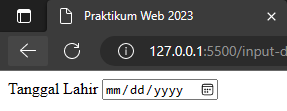 Praktikum Web 2023
127.0.0.1:5500/input-d
Tanggal Lahir mm/dd/yyyy